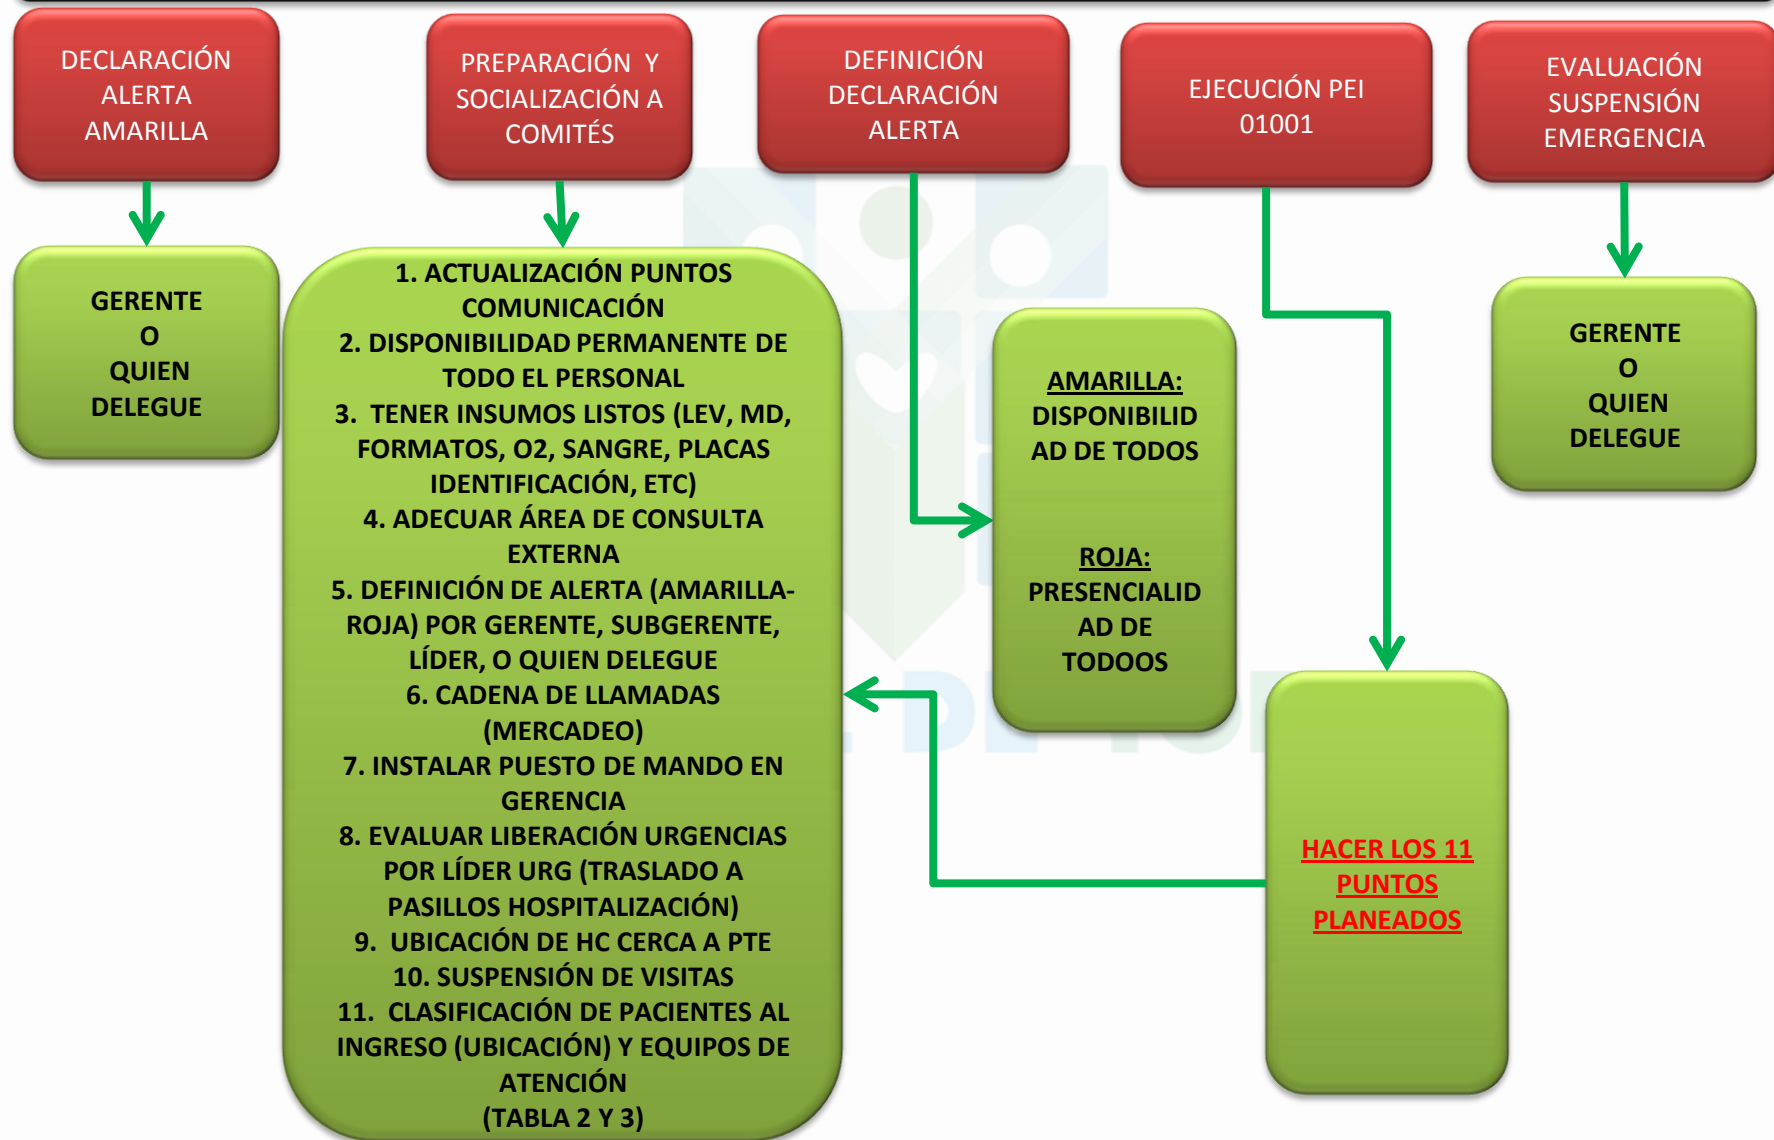 DECLARACIÓN
ALERTA
AMARILLA
PREPARACIÓN Y
SOCIALIZACIÓN A
COMITÉS
DEFINICIÓN
DECLARACIÓN
ALERTA
EJECUCIÓN PEI
01001
EVALUACIÓN
SUSPENSIÓN
EMERGENCIA
GERENTE
O
QUIEN
DELEGUE
1. ACTUALIZACIÓN PUNTOS
COMUNICACIÓN
2. DISPONIBILIDAD PERMANENTE DE
TODO EL PERSONAL
3. TENER INSUMOS LISTOS (LEV, MD,
FORMATOS, O2, SANGRE, PLACAS
IDENTIFICACIÓN, ETC)
4. ADECUAR ÁREA DE CONSULTA
EXTERNA
5. DEFINICIÓN DE ALERTA (AMARILLA-
ROJA) POR GERENTE, SUBGERENTE,
LÍDER, O QUIEN DELEGUE
6. CADENA DE LLAMADAS
(MERCADEO)
7. INSTALAR PUESTO DE MANDO EN
GERENCIA
8. EVALUAR LIBERACIÓN URGENCIAS
POR LÍDER URG (TRASLADO A
PASILLOS HOSPITALIZACIÓN)
9. UBICACIÓN DE HC CERCA A PTE
10. SUSPENSIÓN DE VISITAS
11. CLASIFICACIÓN DE PACIENTES AL
INGRESO (UBICACIÓN) Y EQUIPOS DE
ATENCIÓN
(TABLA 2 Y 3)
AMARILLA:
DISPONIBILID
AD DE TODOS
ROJA:
PRESENCIALID
AD DE
TODOOS
HACER LOS 11
PUNTOS
PLANEADOS
GERENTE
O
QUIEN
DELEGUE